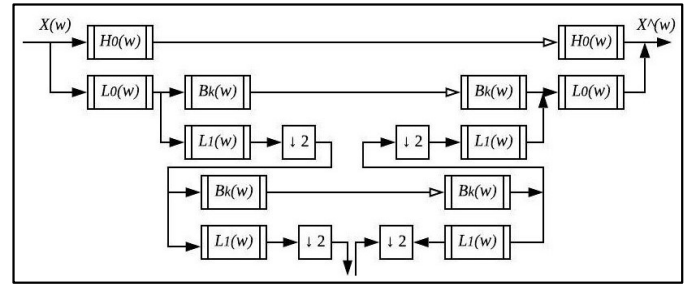 X(w) X^(w)
H0(w) H0(w)
L0(w) Bk(w) Bk(w) L0(w)
L1(w) ↓ 2 ↓ 2 L1(w)
Bk(w) Bk(w)
L1(w) ↓ 2 ↓ 2 L1(w)